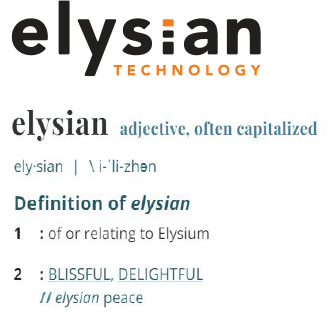 elysian
TECHNOLOGY
elysian adjective, often capitalized
ely·sian | \ i-ˈli-zhən
Definition of elysian
1 : of or relating to Elysium
2 : BLISSFUL, DELIGHTFUL
// elysian peace